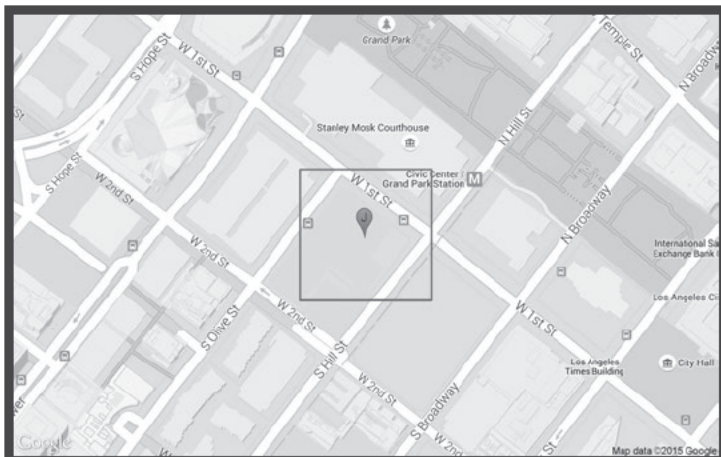 Grand Park
W Temple St
S Hope St
W 1st St
N Broadway
Stanley Mosk Courthouse
N Hill St
Civic Center /
Grand Park Station
M
W 1st St
S Hope St
W 2nd St
J
N Broadway
International Sa
Exchange Bank
W 2nd St
S Olive St
W 1st St
Los Angeles Ci
S Hill St
Los Angeles
Times Building
City Hall
W 2nd St
S Broadway
W 2nd
St
Google
Map data ©2015 Google